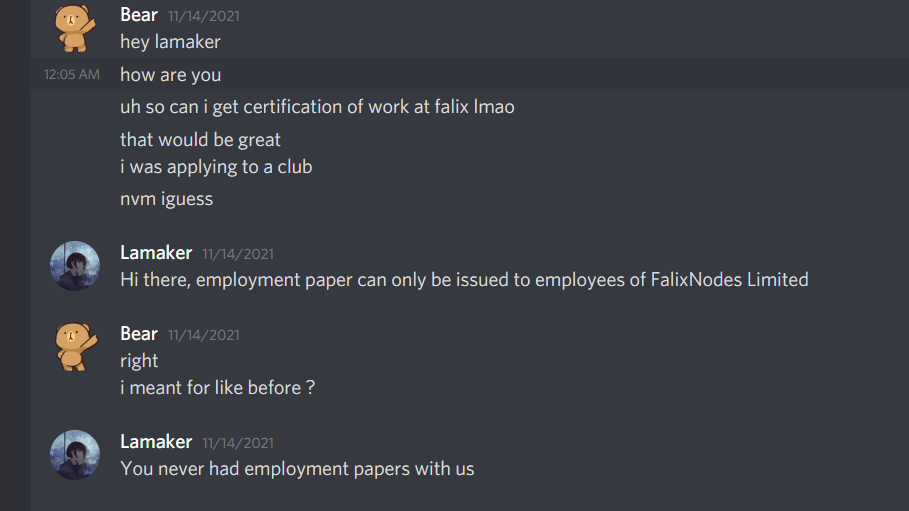 Bear 11/14/2021
hey lamaker
12:05 AM how are you
uh so can i get certification of work at falix lmao
that would be great
i was applying to a club
nvm iguess
Lamaker 11/14/2021
Hi there, employment paper can only be issued to employees of FalixNodes Limited
Bear 11/14/2021
right
i meant for like before ?
Lamaker 11/14/2021
You never had employment papers with us